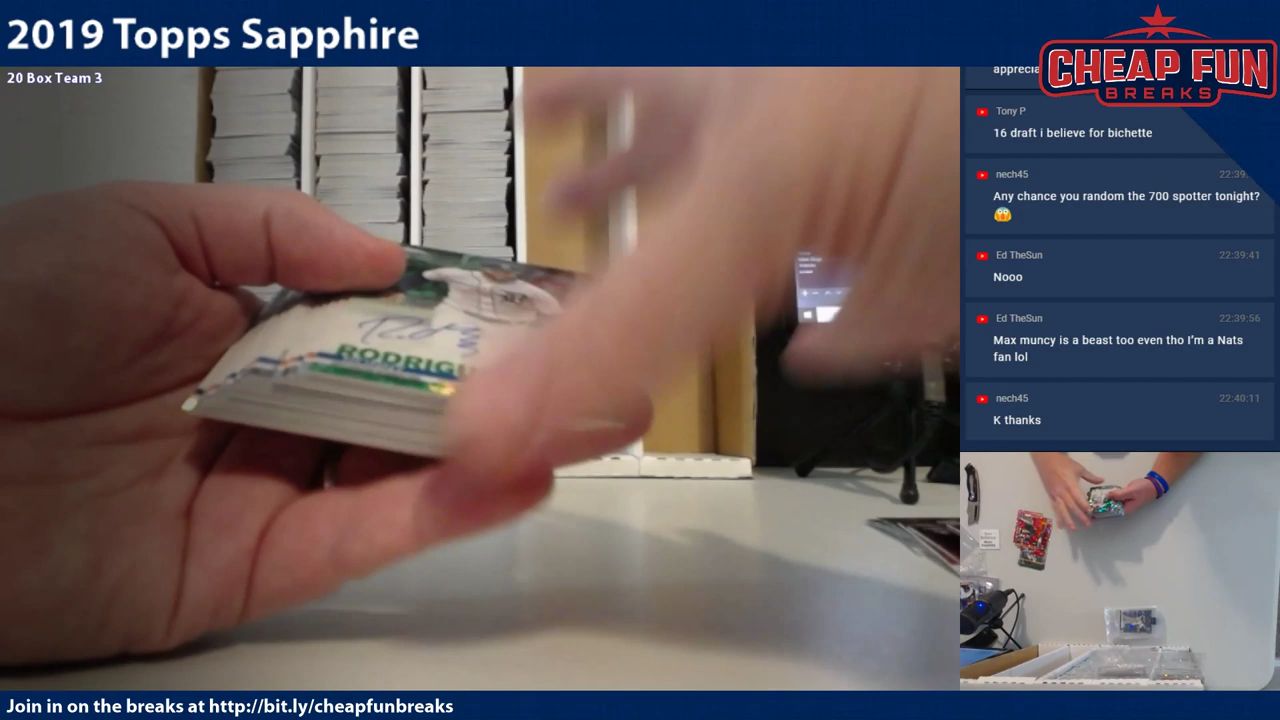 2019 Topps Sapphire
20 Box Team 3
CHEAP FUN
BREAKS
apprecia
Tony P
16 draft i believe for bichette
nech45
22:39
Any chance you random the 700 spotter tonight?
😱
Ed TheSun
22:39:41
Nooo
Ed TheSun
22:39:56
Max muncy is a beast too even tho I'm a Nats
fan lol
nech45
22:40:11
K thanks
RODRIGU
Join in on the breaks at http://bit.ly/cheapfunbreaks